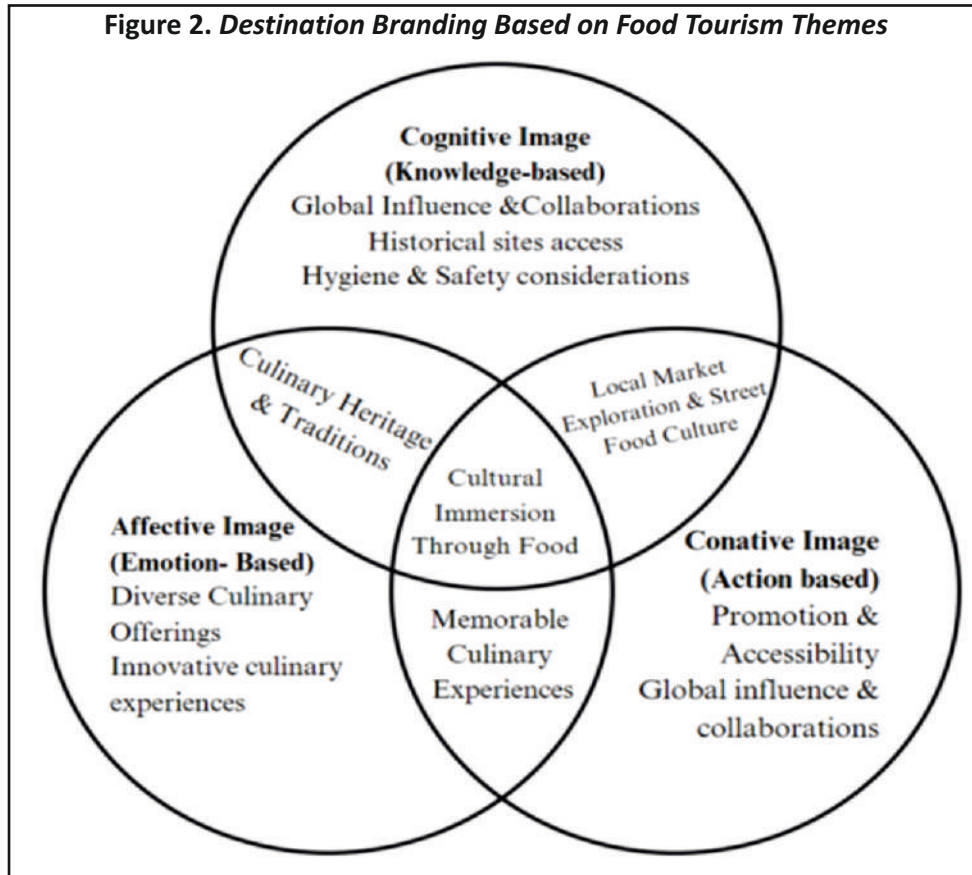 Figure 2. Destination Branding Based on Food Tourism Themes
Cognitive Image
(Knowledge-based)
Global Influence &Collaborations
Historical sites access
Hygiene & Safety considerations
Culinary Heritage
& Traditions
Local Market
Exploration & Street
Food Culture
Cultural
Immersion
Through Food
Affective Image
(Emotion- Based)
Diverse Culinary
Offerings
Innovative culinary
experiences
Memorable
Culinary
Experiences
Conative Image
(Action based)
Promotion &
Accessibility
Global influence &
collaborations